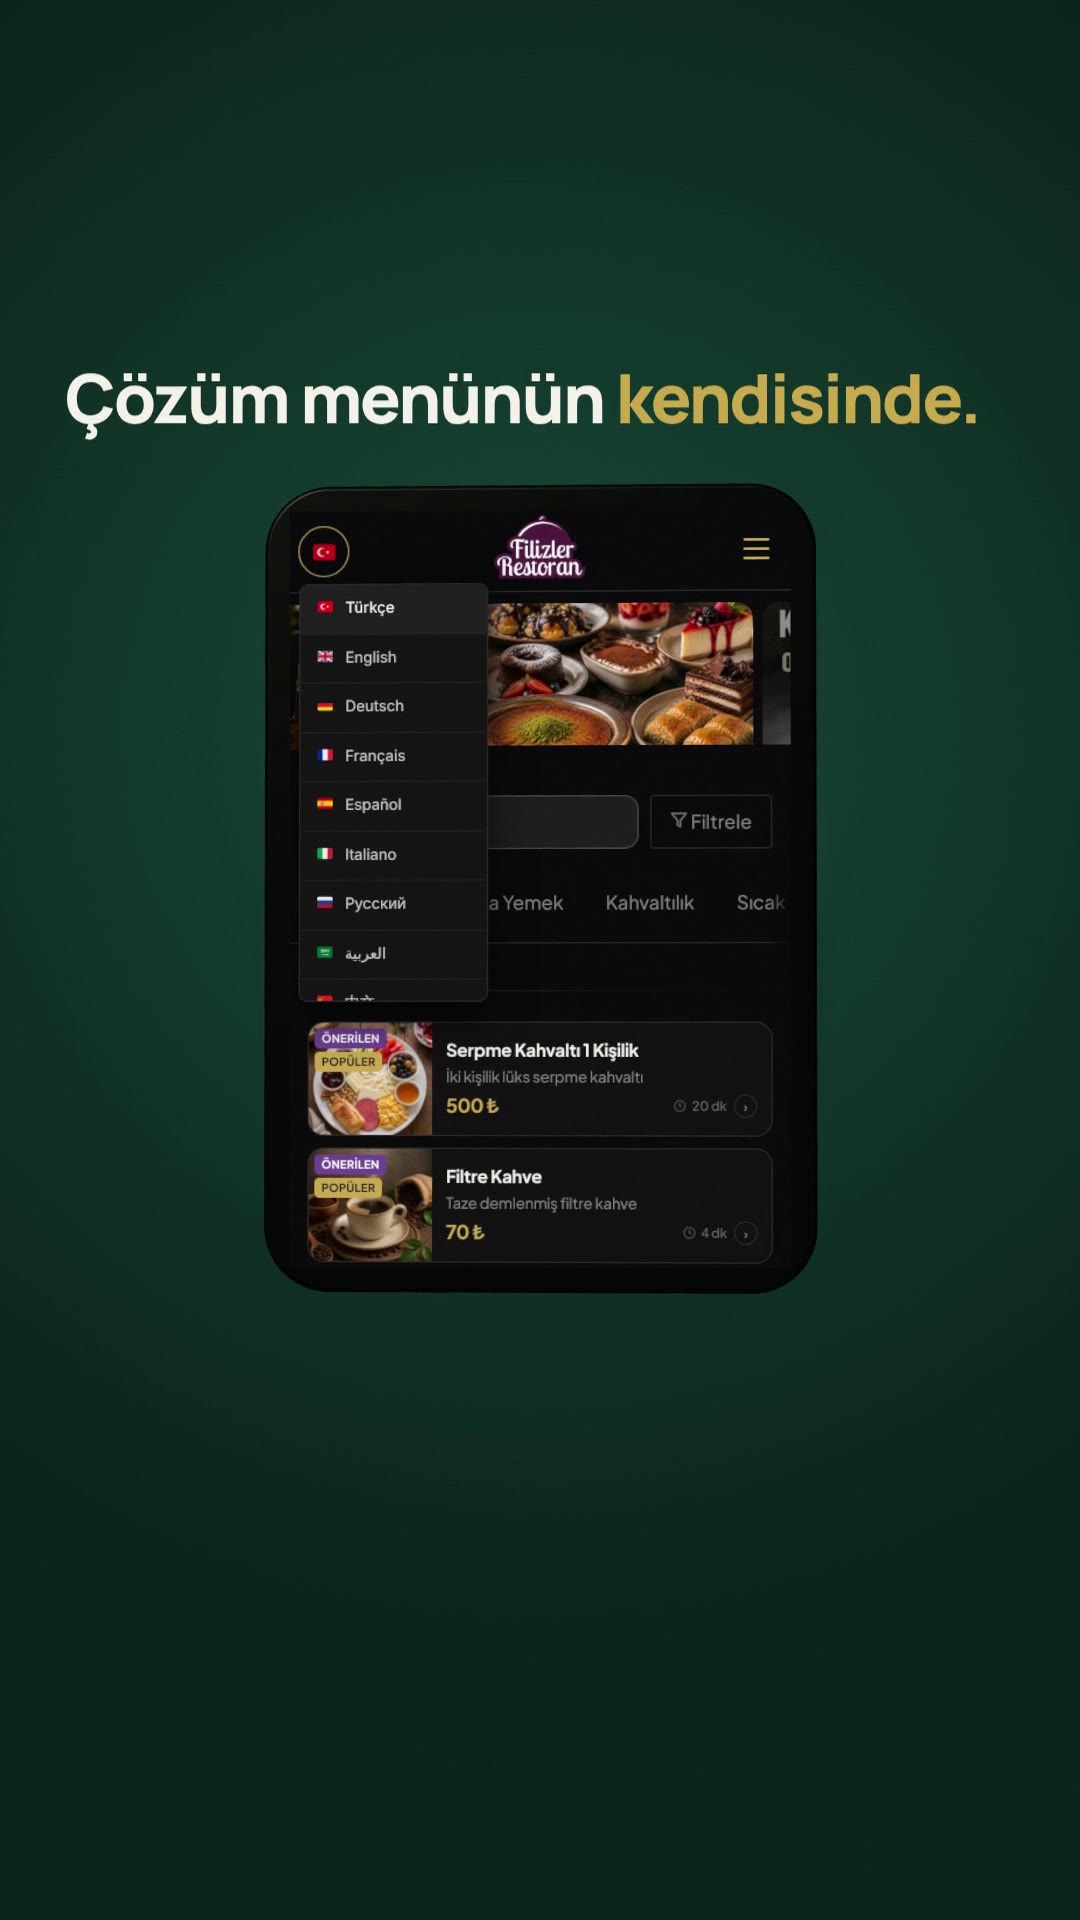 Çözüm menünün kendisinde.
Filizler
Restoran
Türkçe
English
Deutsch
Français
Español
Italiano
Русский
العربية
Filtrele
a Yemek
Kahvaltılık
Sıcak
ÖNERİLEN
POPÜLER
Serpme Kahvaltı 1 Kişilik
İki kişilik lüks serpme kahvaltı
500 ₺
20 dk
ÖNERİLEN
POPÜLER
Filtre Kahve
Taze demlenmiş filtre kahve
70 ₺
4 dk